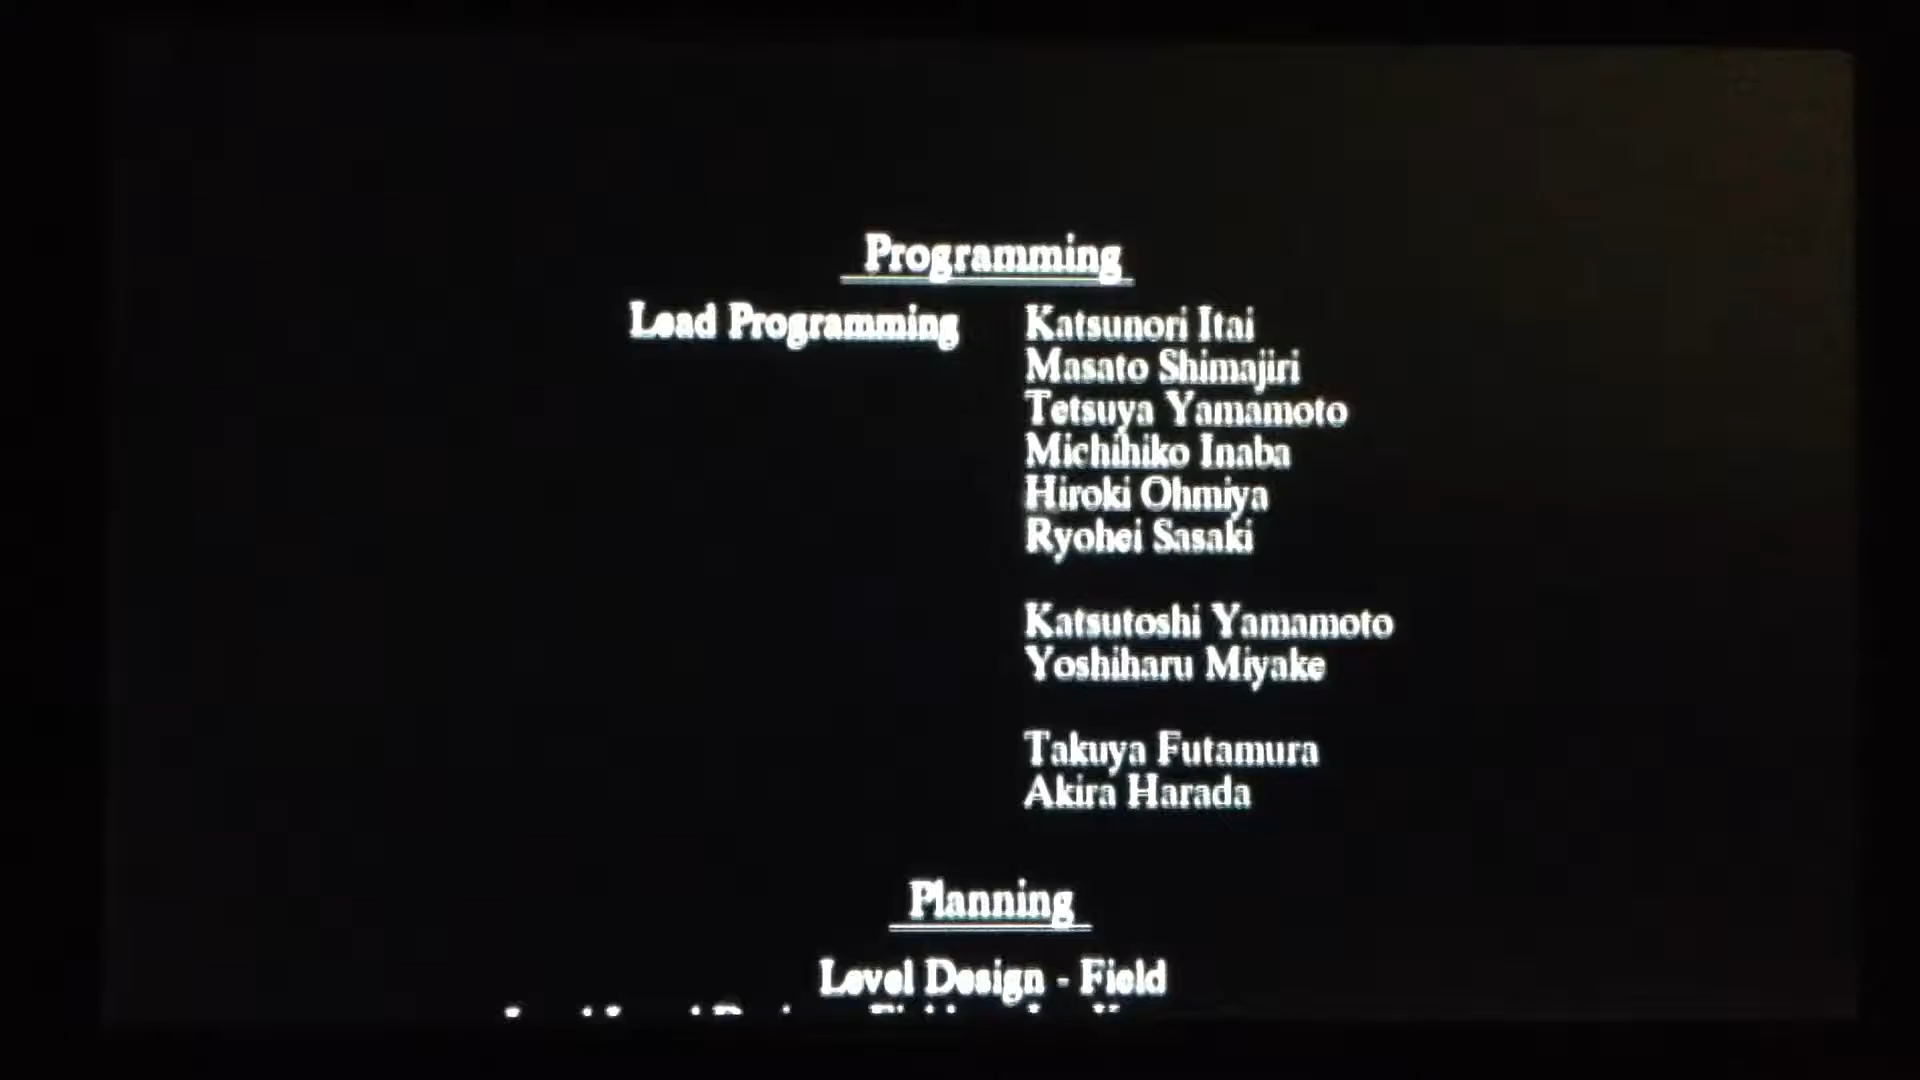 Programming
Lead Programming Katsunori Itai
Masato Shimajiri
Tetsuya Yamamoto
Michihiko Inaba
Hiroki Ohmiya
Ryohei Sasaki
Katsutoshi Yamamoto
Yoshiharu Miyake
Takuya Futamura
Akira Harada
Planning
Level Design - Field